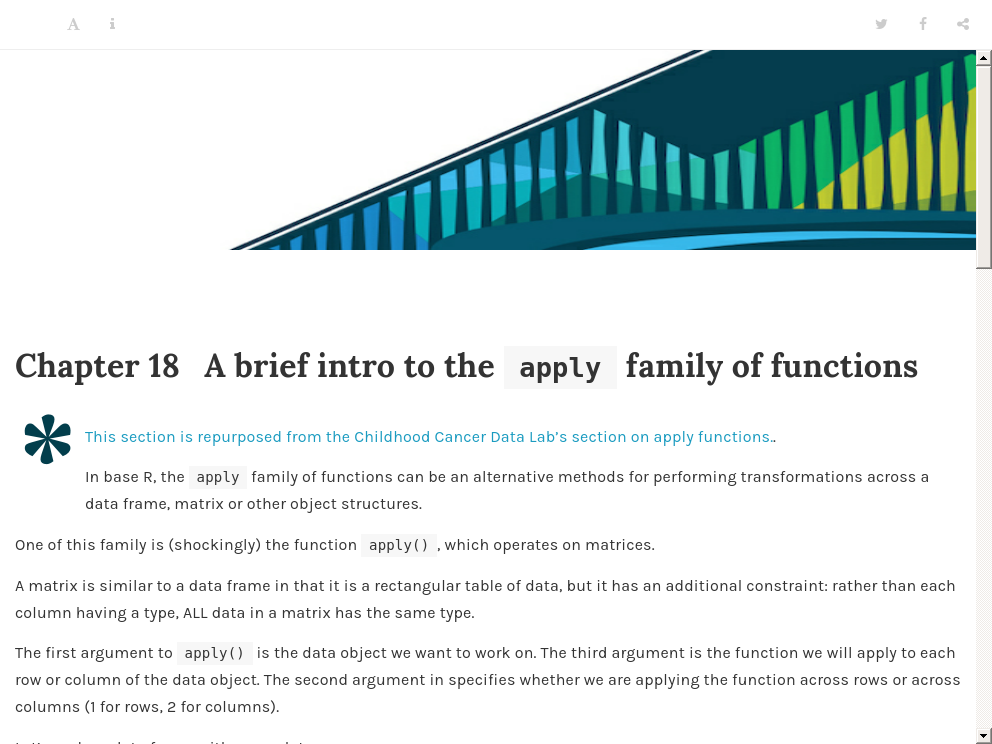 Chapter 18 A brief intro to the apply family of functions
This section is repurposed from the Childhood Cancer Data Lab’s section on apply functions..
In base R, the apply family of functions can be an alternative methods for performing transformations across a
data frame, matrix or other object structures.
One of this family is (shockingly) the function apply() , which operates on matrices.
A matrix is similar to a data frame in that it is a rectangular table of data, but it has an additional constraint: rather than each
column having a type, ALL data in a matrix has the same type.
The first argument to apply() is the data object we want to work on. The third argument is the function we will apply to each
row or column of the data object. The second argument in specifies whether we are applying the function across rows or across
columns (1 for rows, 2 for columns).